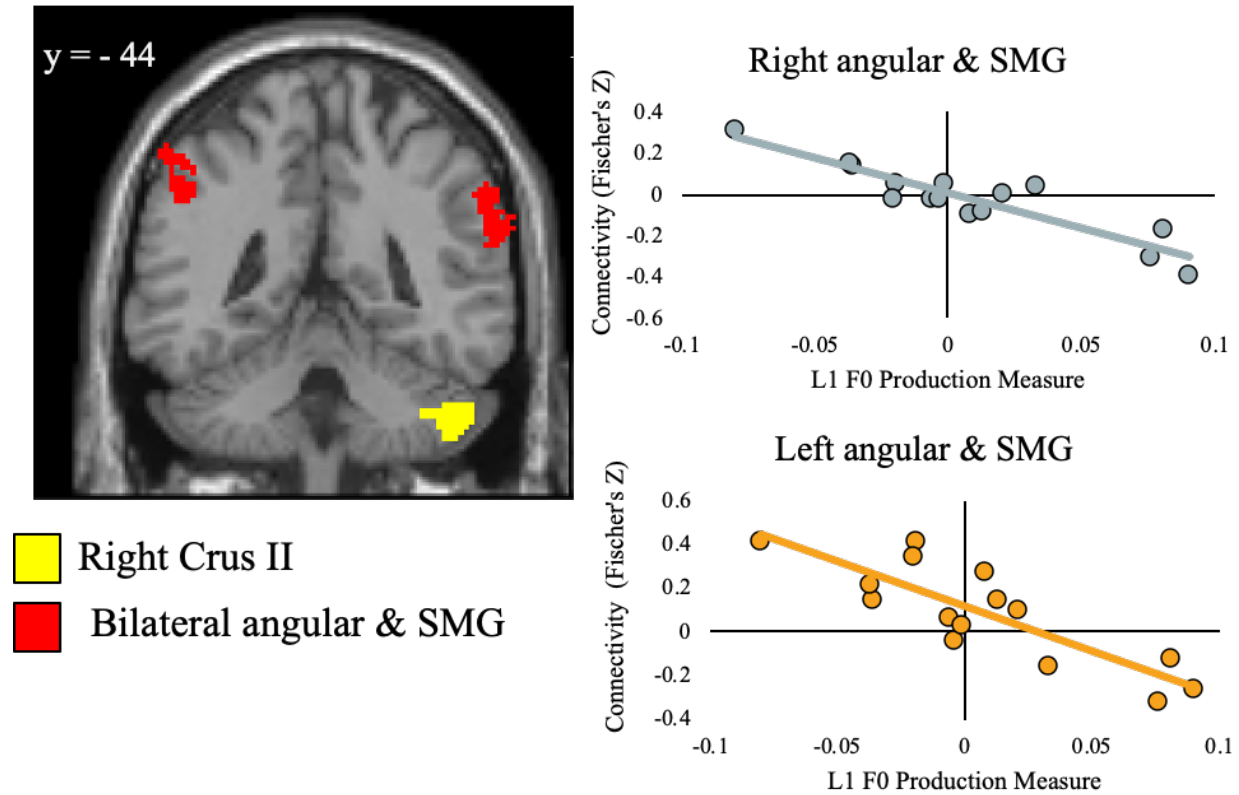 y = - 44
Right Crus II
Bilateral angular & SMG
Right angular & SMG
Connectivity (Fischer's Z)
0.4
0.2
0
-0.2
-0.4
-0.6
-0.1
-0.05
0
0.05
0.1
L1 F0 Production Measure
Left angular & SMG
Connectivity (Fischer's Z)
0.6
0.4
0.2
0
-0.2
-0.4
-0.1
-0.05
0
0.05
0.1
L1 F0 Production Measure